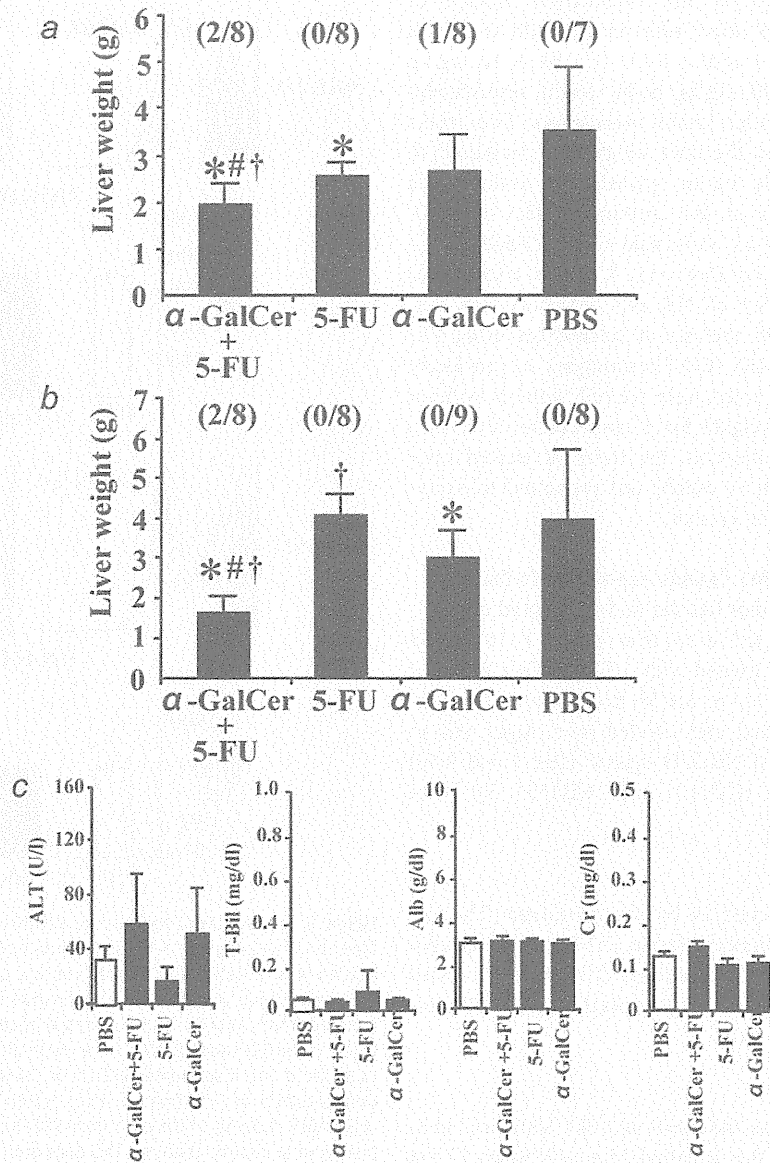 a
Liver weight (g)
6
5
4
3
2
1
0
(2/8) (0/8) (1/8) (0/7)
*#† *
α-GalCer + 5-FU
5-FU
α-GalCer
PBS
b
Liver weight (g)
7
6
5
4
3
2
1
0
(2/8) (0/8) (0/9) (0/8)
*#† † *
α-GalCer + 5-FU
5-FU
α-GalCer
PBS
c
ALT (U/l)
160
120
80
40
0
PBS
α-GalCer+5-FU
5-FU
α-GalCer
T-Bil (mg/dl)
1.0
0.8
0.6
0.4
0.2
0
PBS
α-GalCer +5-FU
5-FU
α-GalCer
Alb (g/dl)
10
8
6
4
2
0
PBS
α-GalCer +5-FU
5-FU
α-GalCer
Cr (mg/dl)
0.5
0.4
0.3
0.2
0.1
0
PBS
α-GalCer +5-FU
5-FU
α-GalCer